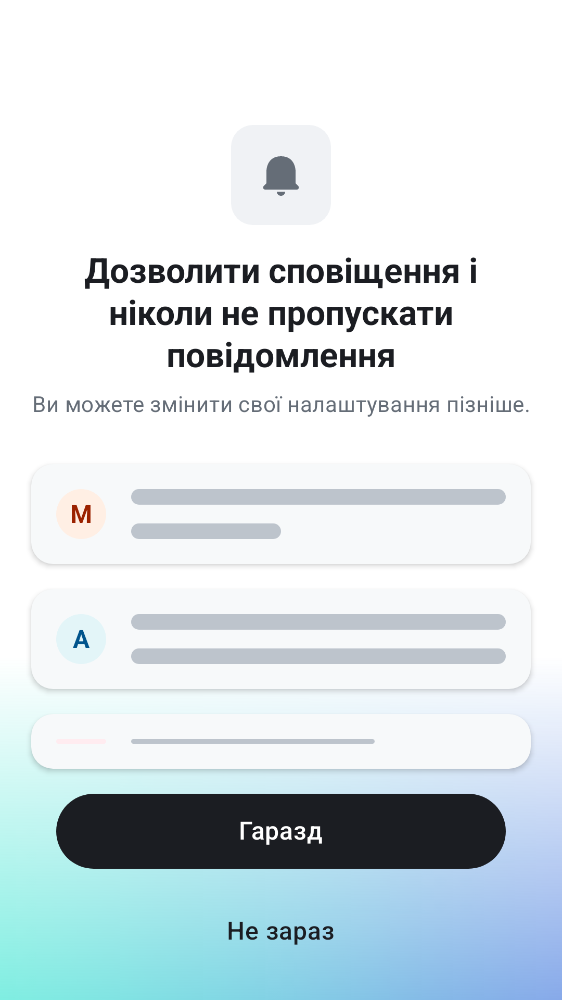 Дозволити сповіщення і
ніколи не пропускати
повідомлення
Ви можете змінити свої налаштування пізніше.
M
A
Гаразд
Не зараз